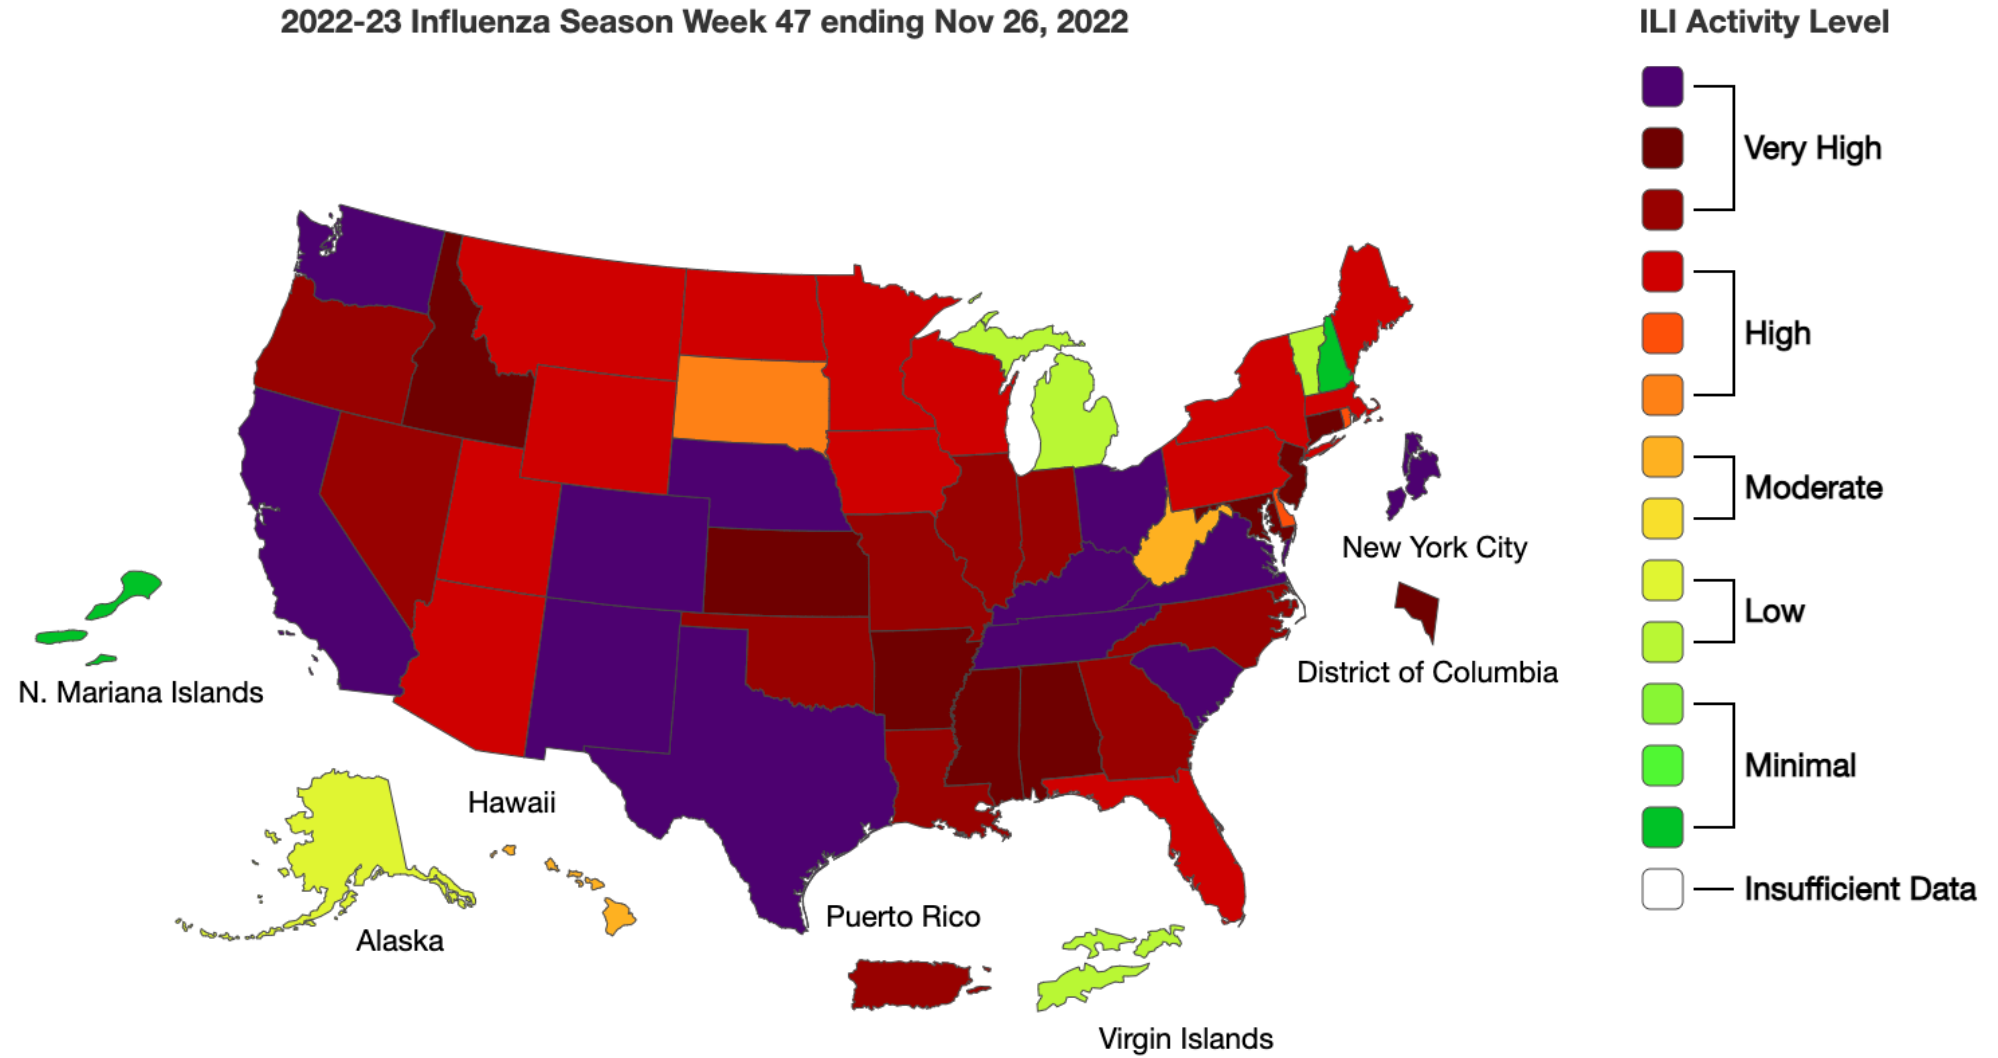 2022-23 Influenza Season Week 47 ending Nov 26, 2022
ILI Activity Level
Very High
High
Moderate
Low
Minimal
Insufficient Data
New York City
District of Columbia
N. Mariana Islands
Hawaii
Alaska
Puerto Rico
Virgin Islands